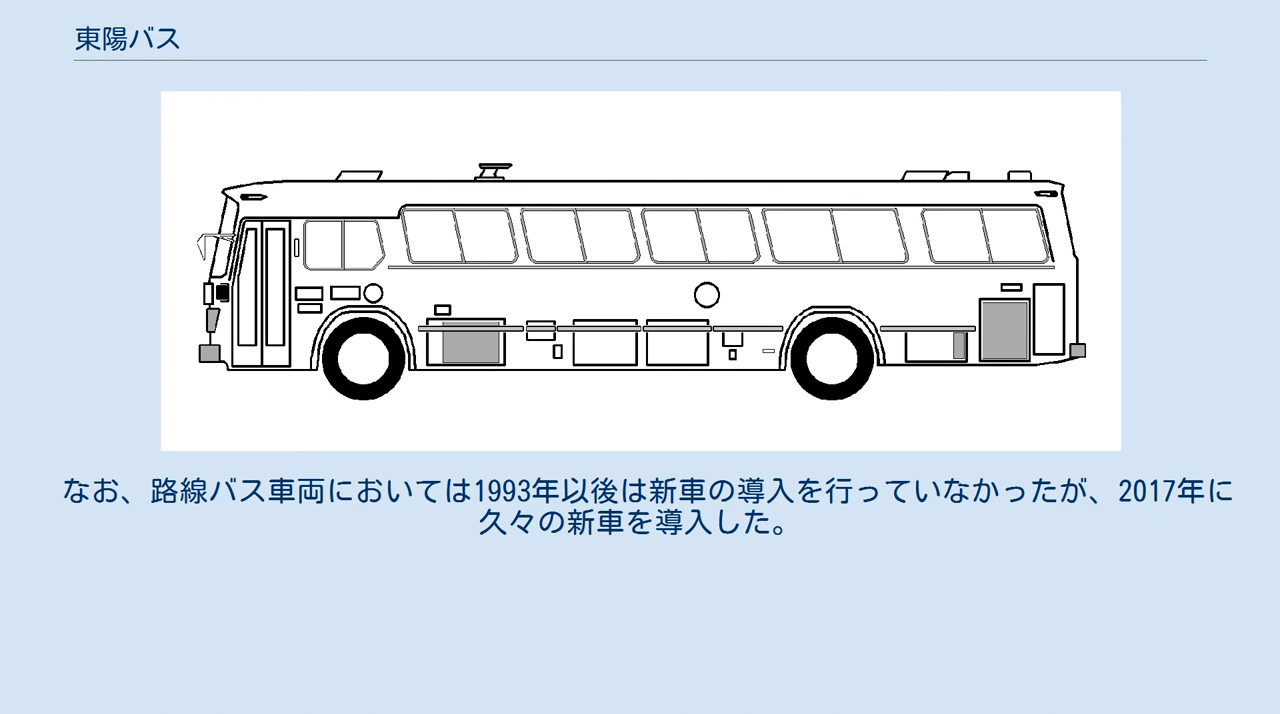 東陽バス
なお、路線バス車両においては1993年以後は新車の導入を行っていなかったが、2017年に
久々の新車を導入した。